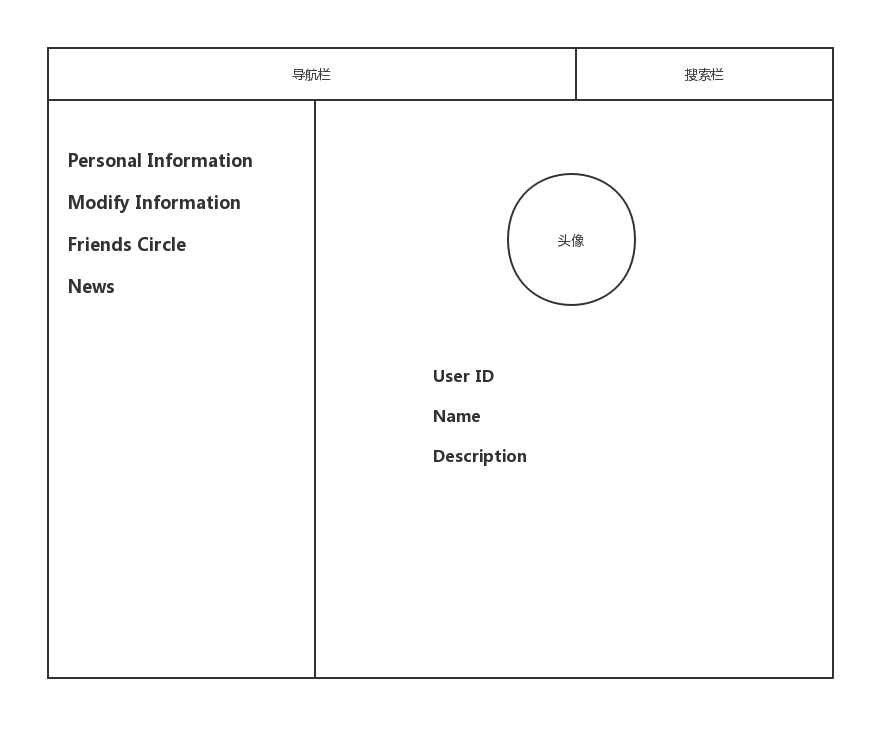 导航栏
搜索栏
Personal Information
Modify Information
Friends Circle
News
头像
User ID
Name
Description